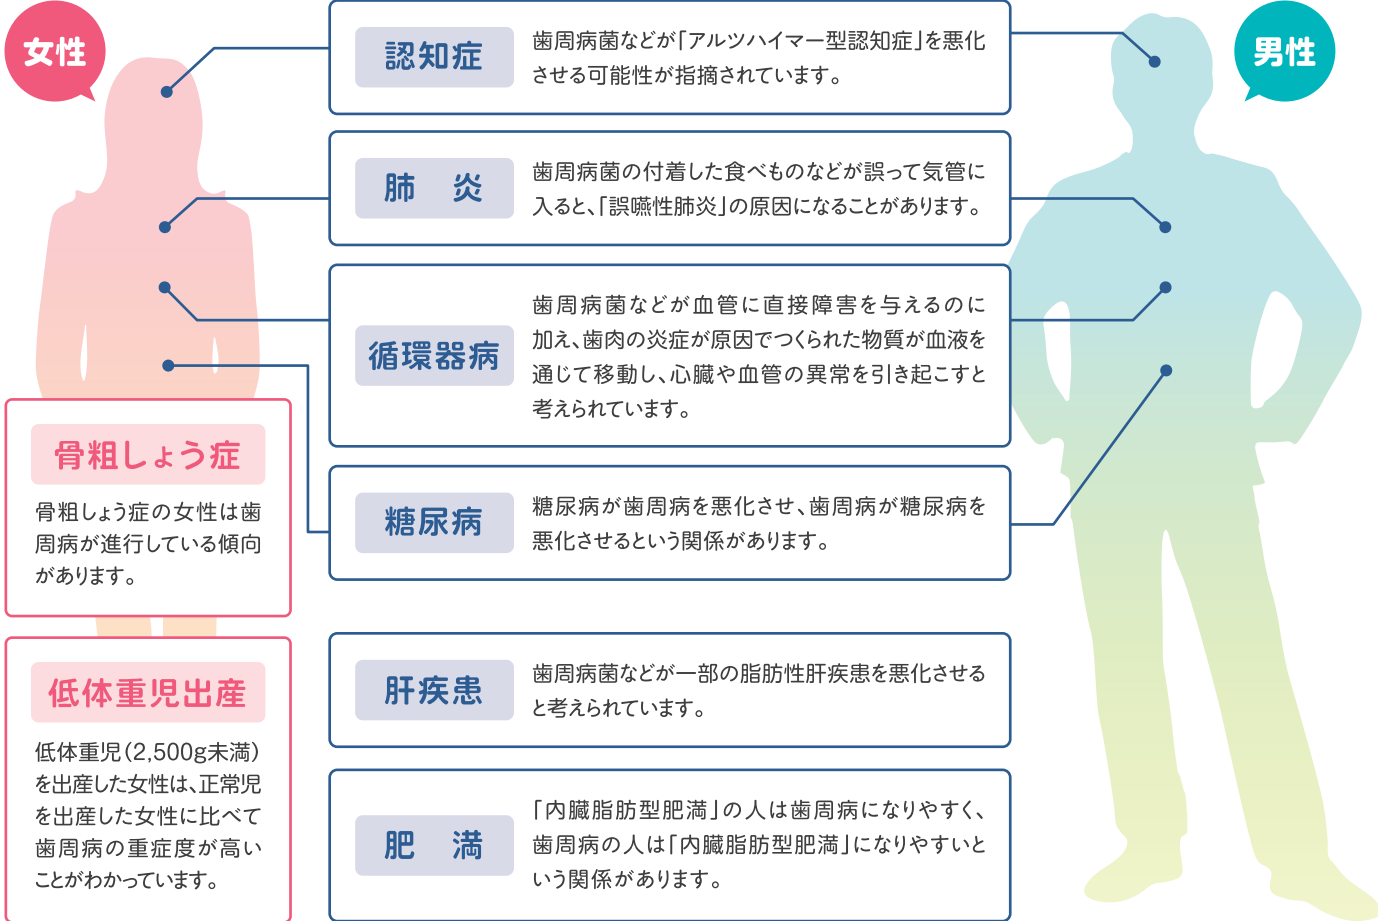 女性
男性
認知症
歯周病菌などが「アルツハイマー型認知症」を悪化
させる可能性が指摘されています。
肺　炎
歯周病菌の付着した食べものなどが誤って気管に
入ると、「誤嚥性肺炎」の原因になることがあります。
循環器病
歯周病菌などが血管に直接障害を与えるのに
加え、歯肉の炎症が原因でつくられた物質が血液を
通じて移動し、心臓や血管の異常を引き起こすと
考えられています。
糖尿病
糖尿病が歯周病を悪化させ、歯周病が糖尿病を
悪化させるという関係があります。
肝疾患
歯周病菌などが一部の脂肪性肝疾患を悪化させる
と考えられています。
肥　満
「内臓脂肪型肥満」の人は歯周病になりやすく、
歯周病の人は「内臓脂肪型肥満」になりやすいと
いう関係があります。
骨粗しょう症
骨粗しょう症の女性は歯
周病が進行している傾向
があります。
低体重児出産
低体重児（2,500g未満）
を出産した女性は、正常児
を出産した女性に比べて
歯周病の重症度が高い
ことがわかっています。